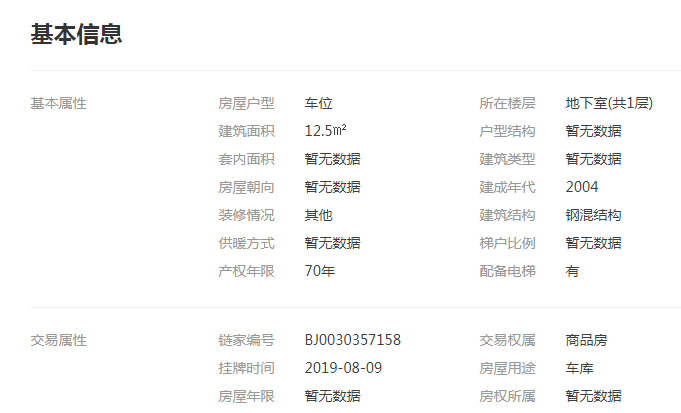 基本信息
基本属性 房屋户型 车位 所在楼层 地下室(共1层)
建筑面积 12.5㎡ 户型结构 暂无数据
套内面积 暂无数据 建筑类型 暂无数据
房屋朝向 暂无数据 建成年代 2004
装修情况 其他 建筑结构 钢混结构
供暖方式 暂无数据 梯户比例 暂无数据
产权年限 70年 配备电梯 有
交易属性 链家编号 BJ0030357158 交易权属 商品房
挂牌时间 2019-08-09 房屋用途 车库
房屋年限 暂无数据 房权所属 暂无数据